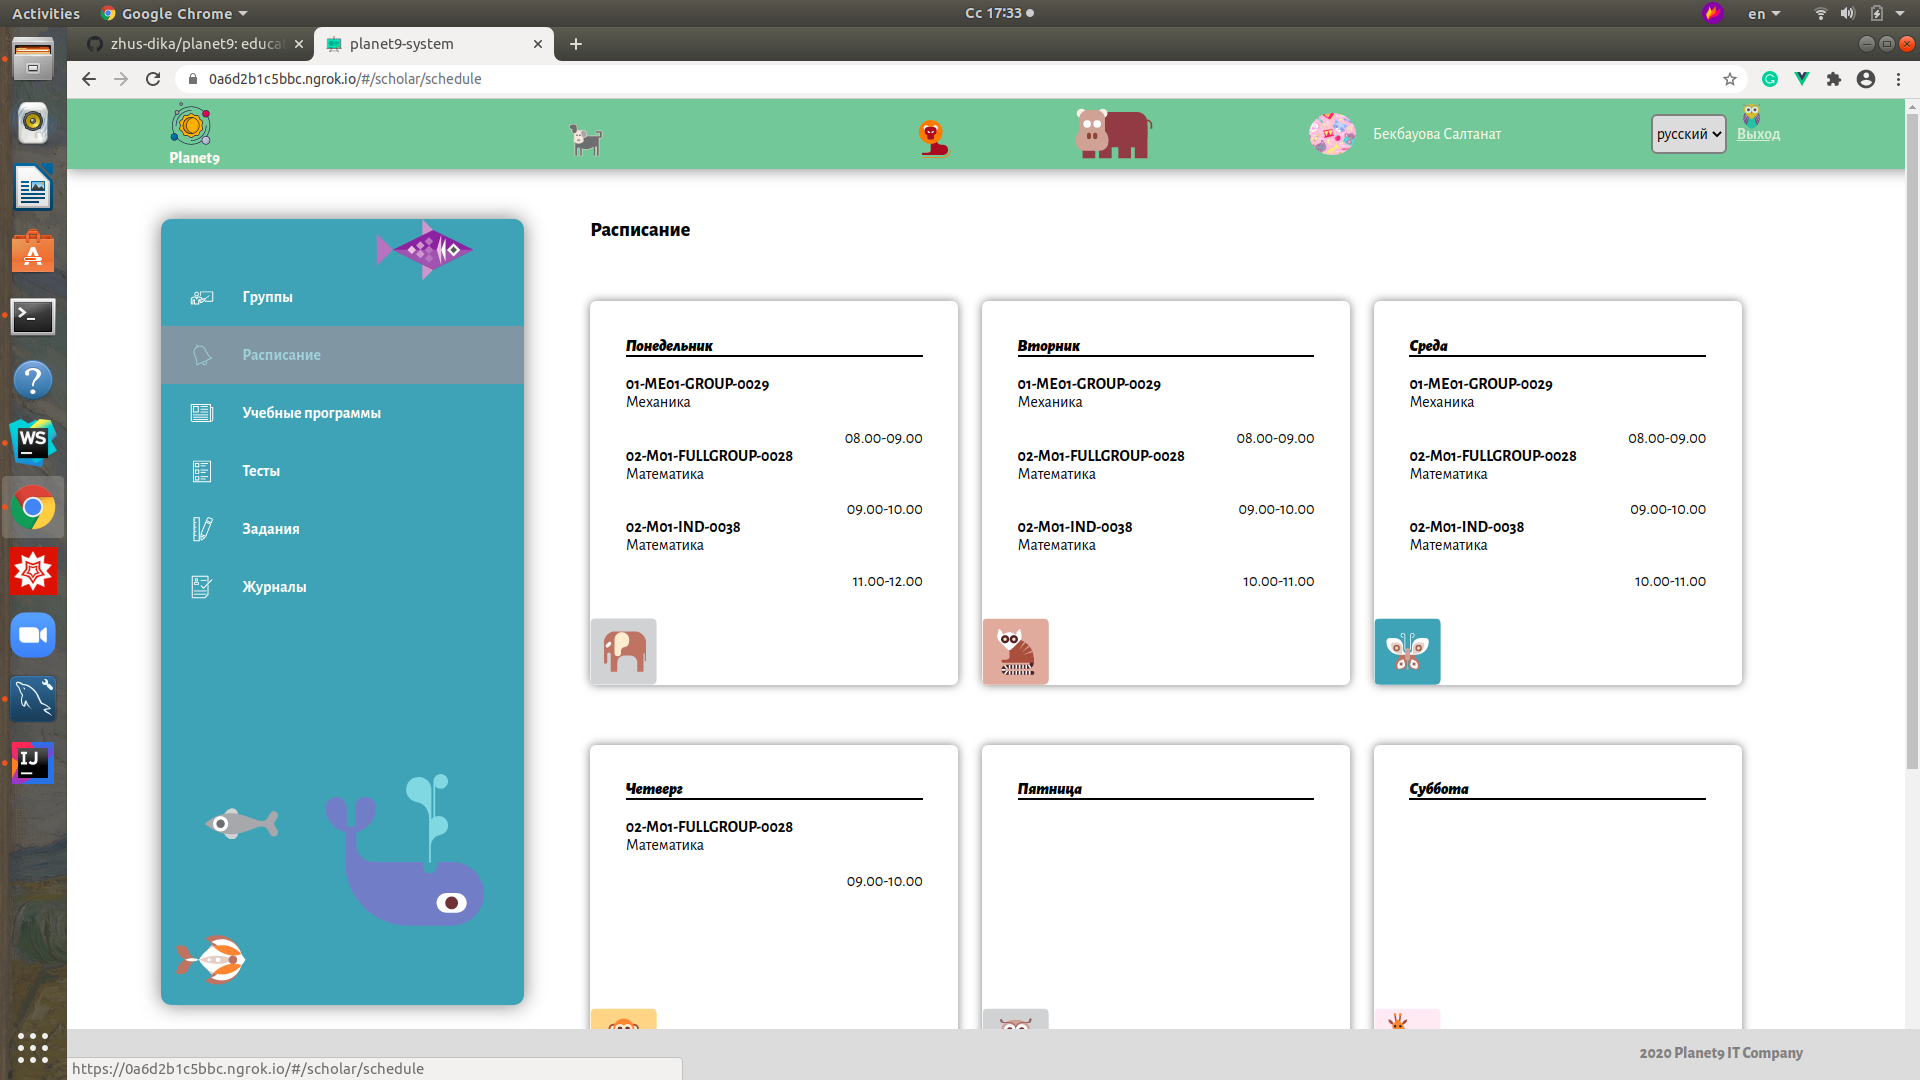 Activities
Google Chrome
Сс 17:33
en
zhus-dika/planet9: educat
planet9-system
0a6d2b1c5bbc.ngrok.io/#/scholar/schedule
Planet9
Бекбауова Салтанат
русский
Выход
Группы
Расписание
Учебные программы
Тесты
Задания
Журналы
Расписание
Понедельник
01-ME01-GROUP-0029
Механика
08.00-09.00
02-M01-FULLGROUP-0028
Математика
09.00-10.00
02-M01-IND-0038
Математика
11.00-12.00
Вторник
01-ME01-GROUP-0029
Механика
08.00-09.00
02-M01-FULLGROUP-0028
Математика
09.00-10.00
02-M01-IND-0038
Математика
10.00-11.00
Среда
01-ME01-GROUP-0029
Механика
08.00-09.00
02-M01-FULLGROUP-0028
Математика
09.00-10.00
02-M01-IND-0038
Математика
10.00-11.00
Четверг
02-M01-FULLGROUP-0028
Математика
09.00-10.00
Пятница
Суббота
2020 Planet9 IT Company
https://0a6d2b1c5bbc.ngrok.io/#/scholar/schedule
WS
IJ